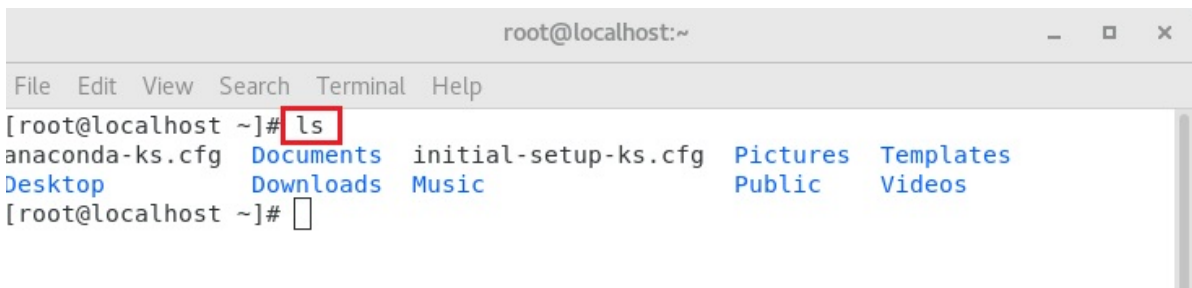 root@localhost:~
File Edit View Search Terminal Help
[root@localhost ~]# ls
anaconda-ks.cfg Documents initial-setup-ks.cfg Pictures Templates
Desktop Downloads Music Public Videos
[root@localhost ~]#